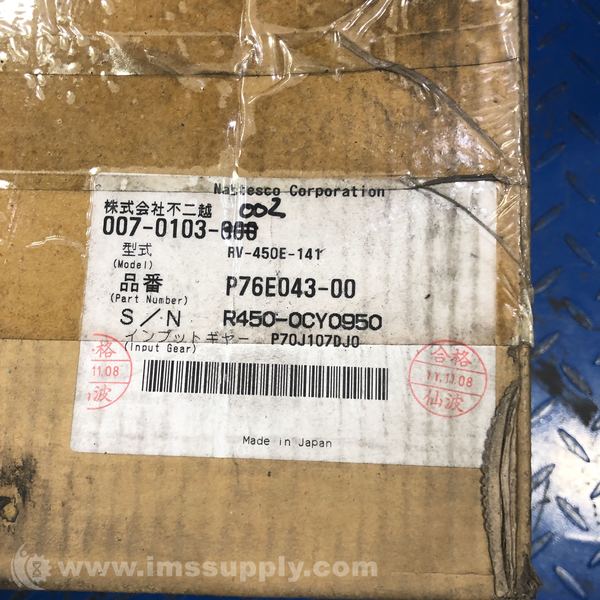 Nabtesco Corporation
株式会社不二越 002
007-0103-000
型式 RV-450E-141
(Model)
品番 P76E043-00
(Part Number)
S/N R450-0CY0950
インプットギヤー P70J107DJ0
(Input Gear)
格 合格
11.08 11.11.08
波 仙波
Made in Japan
www.imssupply.com